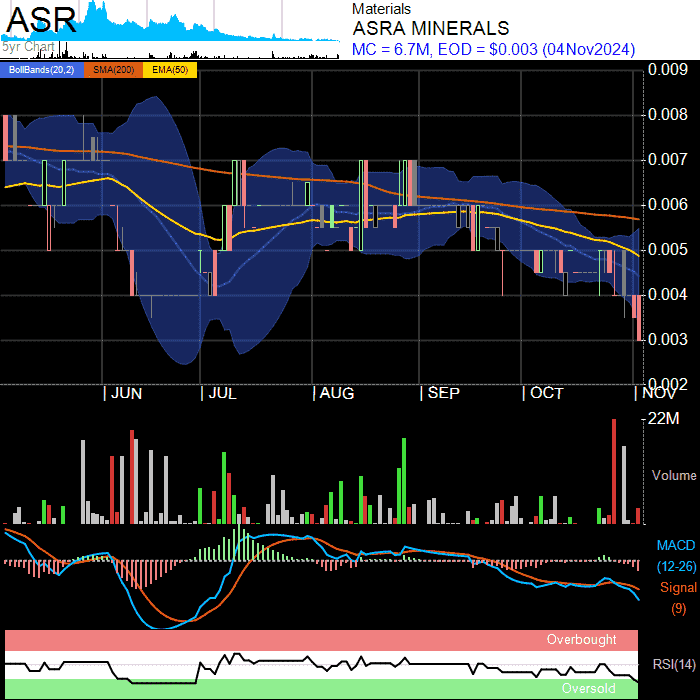 ASR
5yr Chart
Materials
ASRA MINERALS
MC = 6.7M, EOD = $0.003 (04Nov2024)
BollBands(20,2) SMA(200) EMA(50)
0.009
0.008
0.007
0.006
0.005
0.004
0.003
0.002
JUN JUL AUG SEP OCT NOV
22M
Volume
MACD
(12-26)
Signal
(9)
Overbought
RSI(14)
Oversold